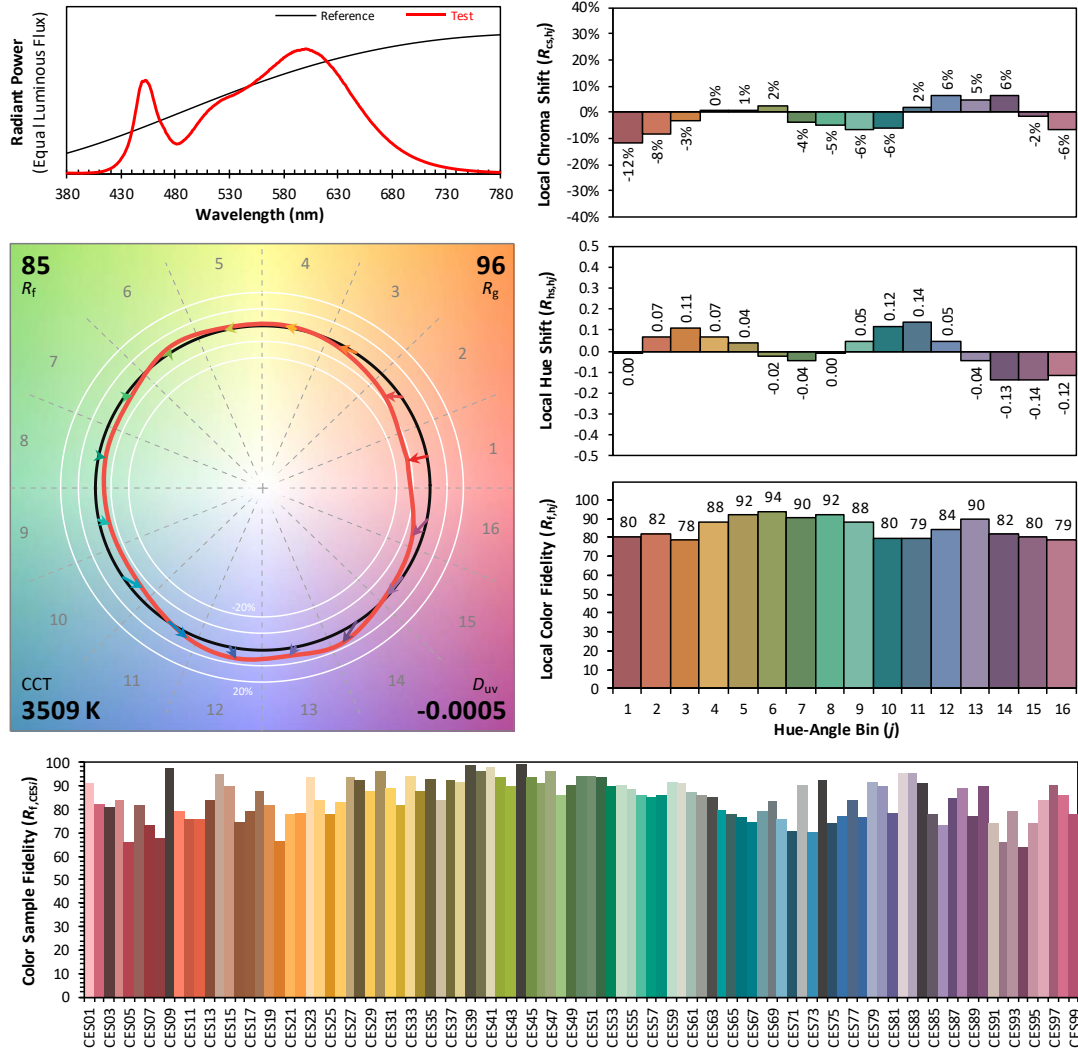 Reference
Test
Radiant Power
(Equal Luminous Flux)
380 430 480 530 580 630 680 730 780
Wavelength (nm)
Local Chroma Shift (Rcs,hj)
40%
30%
20%
10%
0%
-10%
-20%
-30%
-40%
-12% -8% -3% 0% 1% 2% -4% -5% -6% -6% 2% 6% 5% 6% -2% -6%
85
Rf
96
Rg
5 4
6 3
7 2
8 1
9 16
10 15
11 14
12 13
-20%
20%
CCT
3509 K
Duv
-0.0005
Local Hue Shift (Rhs,hj)
0.5
0.4
0.3
0.2
0.1
0.0
-0.1
-0.2
-0.3
-0.4
-0.5
0.00 0.07 0.11 0.07 0.04 -0.02 -0.04 0.00 0.05 0.12 0.14 0.05 -0.04 -0.13 -0.14 -0.12
Local Color Fidelity (Rf,hj)
100
90
80
70
60
50
40
30
20
10
0
80 82 78 88 92 94 90 92 88 80 79 84 90 82 80 79
1 2 3 4 5 6 7 8 9 10 11 12 13 14 15 16
Hue-Angle Bin (j)
Color Sample Fidelity (Rf,cesi)
100
90
80
70
60
50
40
30
20
10
0
CES01 CES03 CES05 CES07 CES09 CES11 CES13 CES15 CES17 CES19 CES21 CES23 CES25 CES27 CES29 CES31 CES33 CES35 CES37 CES39 CES41 CES43 CES45 CES47 CES49 CES51 CES53 CES55 CES57 CES59 CES61 CES63 CES65 CES67 CES69 CES71 CES73 CES75 CES77 CES79 CES81 CES83 CES85 CES87 CES89 CES91 CES93 CES95 CES97 CES99